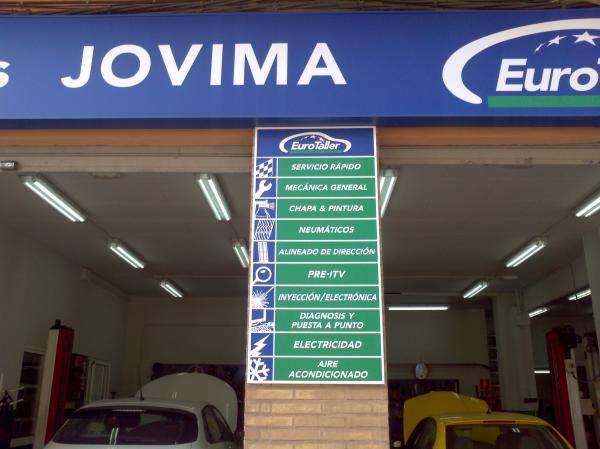 s JOVIMA
EuroTaller
SERVICIO RÁPIDO
MECÁNICA GENERAL
CHAPA & PINTURA
NEUMÁTICOS
ALINEADO DE DIRECCIÓN
PRE-ITV
INYECCIÓN/ELECTRÓNICA
DIAGNOSIS Y
PUESTA A PUNTO
ELECTRICIDAD
AIRE
ACONDICIONADO